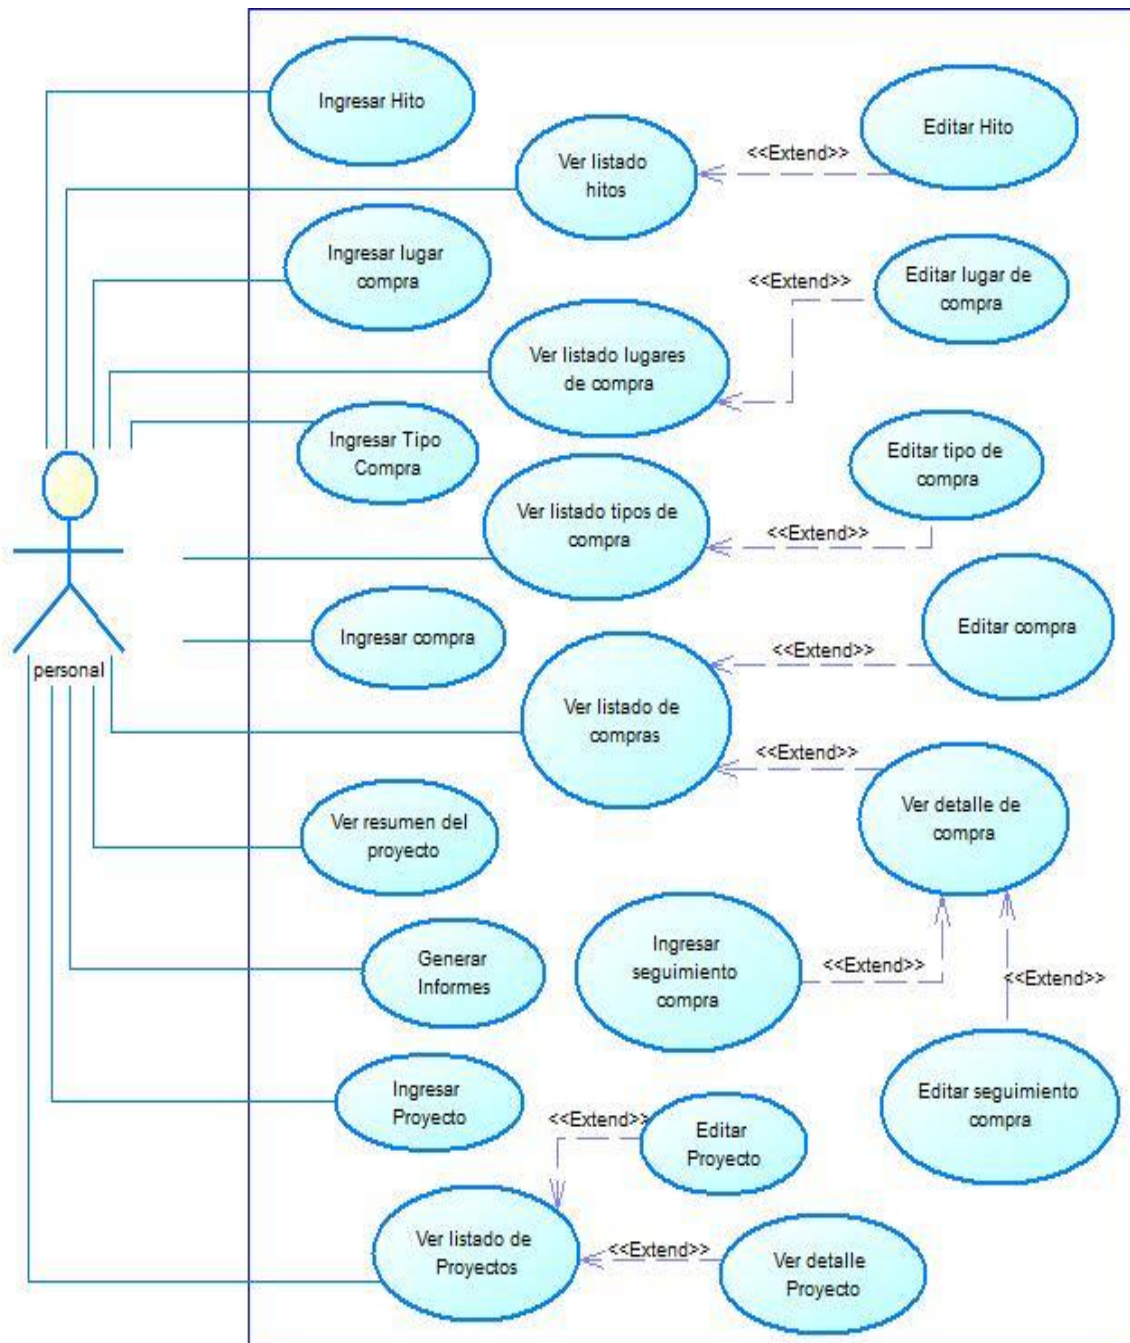 Ingresar Hito
Editar Hito
<<Extend>>
Ver listado
hitos
Ingresar lugar
compra
Editar lugar de
compra
<<Extend>>
Ver listado lugares
de compra
Ingresar Tipo
Compra
Editar tipo de
compra
Ver listado tipos de
compra
<<Extend>>
Ingresar compra
Editar compra
<<Extend>>
personal
Ver listado de
compras
<<Extend>>
Ver detalle de
compra
Ver resumen del
proyecto
Generar
Informes
Ingresar
seguimiento
compra
<<Extend>>
<<Extend>>
Ingresar
Proyecto
Editar seguimiento
compra
<<Extend>>
Editar
Proyecto
Ver listado de
Proyectos
<<Extend>>
Ver detalle
Proyecto